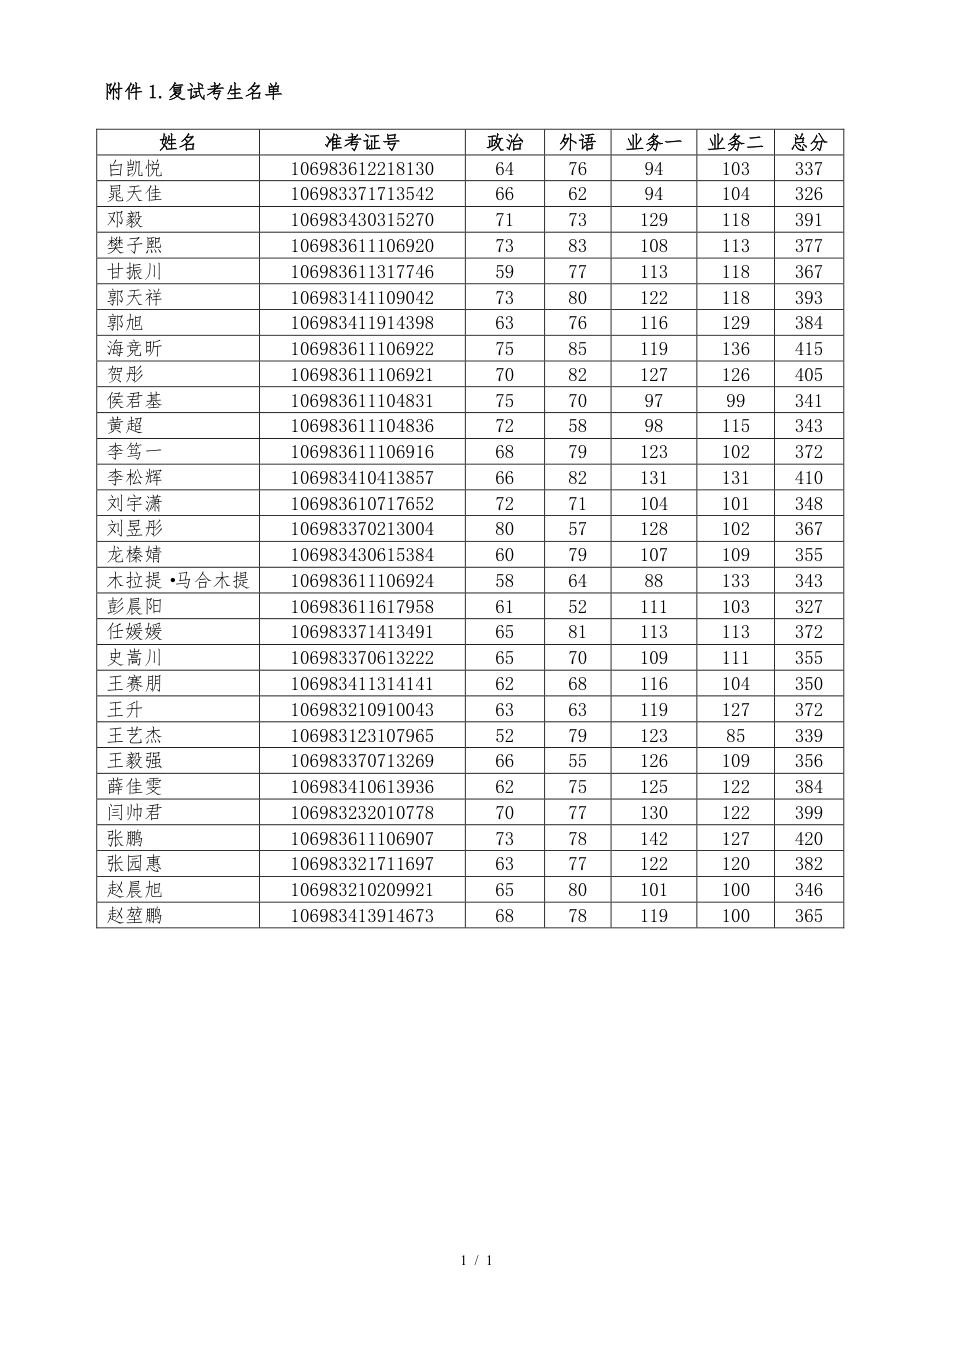 附件 1.复试考生名单
姓名 准考证号 政治 外语 业务一 业务二 总分
白凯悦 106983612218130 64 76 94 103 337
晁天佳 106983371713542 66 62 94 104 326
邓毅 106983430315270 71 73 129 118 391
樊子熙 106983611106920 73 83 108 113 377
甘振川 106983611317746 59 77 113 118 367
郭天祥 106983141109042 73 80 122 118 393
郭旭 106983411914398 63 76 116 129 384
海竞昕 106983611106922 75 85 119 136 415
贺彤 106983611106921 70 82 127 126 405
侯君基 106983611104831 75 70 97 99 341
黄超 106983611104836 72 58 98 115 343
李笃一 106983611106916 68 79 123 102 372
李松辉 106983410413857 66 82 131 131 410
刘宇潇 106983610717652 72 71 104 101 348
刘昱彤 106983370213004 80 57 128 102 367
龙榛婧 106983430615384 60 79 107 109 355
木拉提·马合木提 106983611106924 58 64 88 133 343
彭晨阳 106983611617958 61 52 111 103 327
任媛媛 106983371413491 65 81 113 113 372
史嵩川 106983370613222 65 70 109 111 355
王赛朋 106983411314141 62 68 116 104 350
王升 106983210910043 63 63 119 127 372
王艺杰 106983123107965 52 79 123 85 339
王毅强 106983370713269 66 55 126 109 356
薛佳雯 106983410613936 62 75 125 122 384
闫帅君 106983232010778 70 77 130 122 399
张鹏 106983611106907 73 78 142 127 420
张园惠 106983321711697 63 77 122 120 382
赵晨旭 106983210209921 65 80 101 100 346
赵堃鹏 106983413914673 68 78 119 100 365
1 / 1